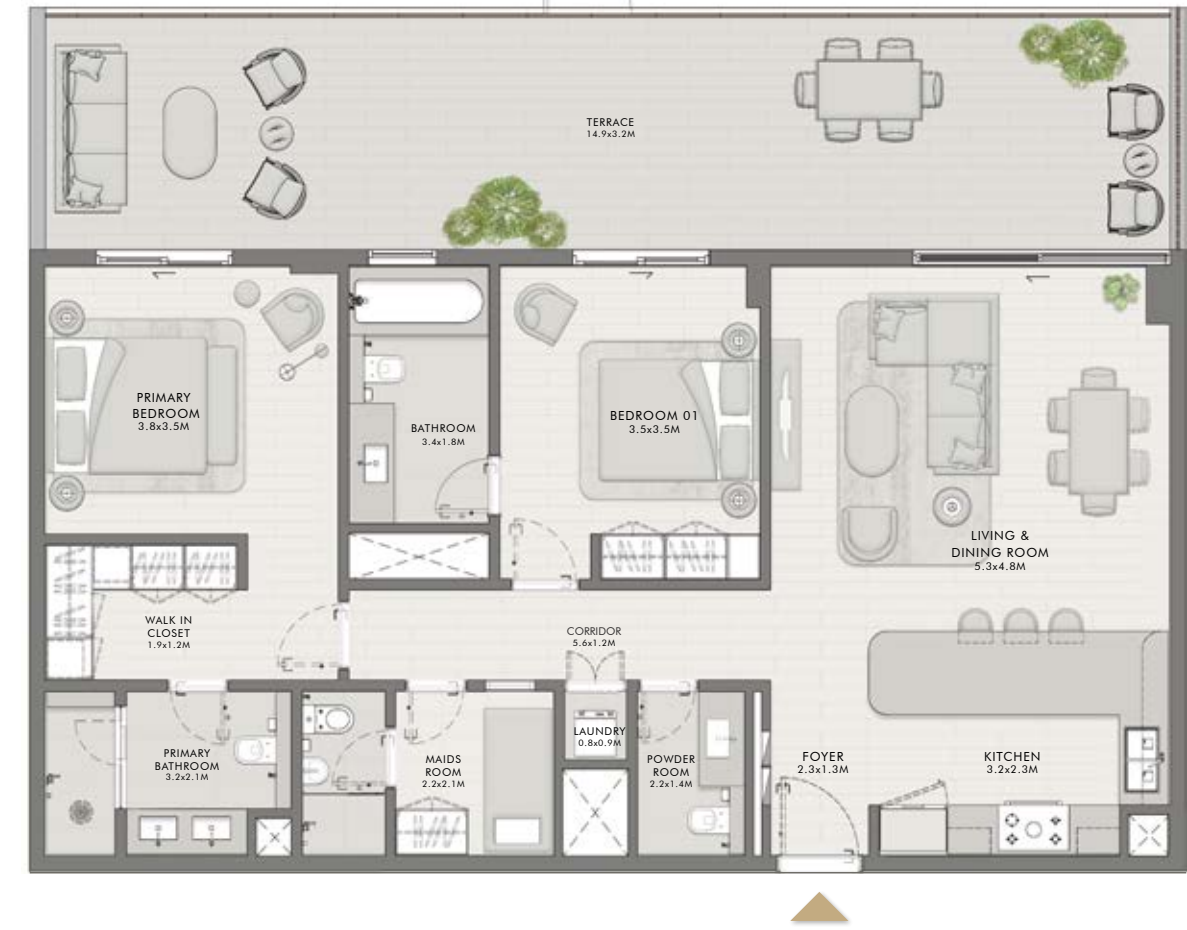 TERRACE
14.9x3.2M
PRIMARY
BEDROOM
3.8x3.5M
BATHROOM
3.4x1.8M
BEDROOM 01
3.5x3.5M
LIVING &
DINING ROOM
5.3x4.8M
WALK IN
CLOSET
1.9x1.2M
CORRIDOR
5.6x1.2M
PRIMARY
BATHROOM
3.2x2.1M
MAIDS
ROOM
2.2x2.1M
LAUNDRY
0.8x0.9M
POWDER
ROOM
2.2x1.4M
FOYER
2.3x1.3M
KITCHEN
3.2x2.3M